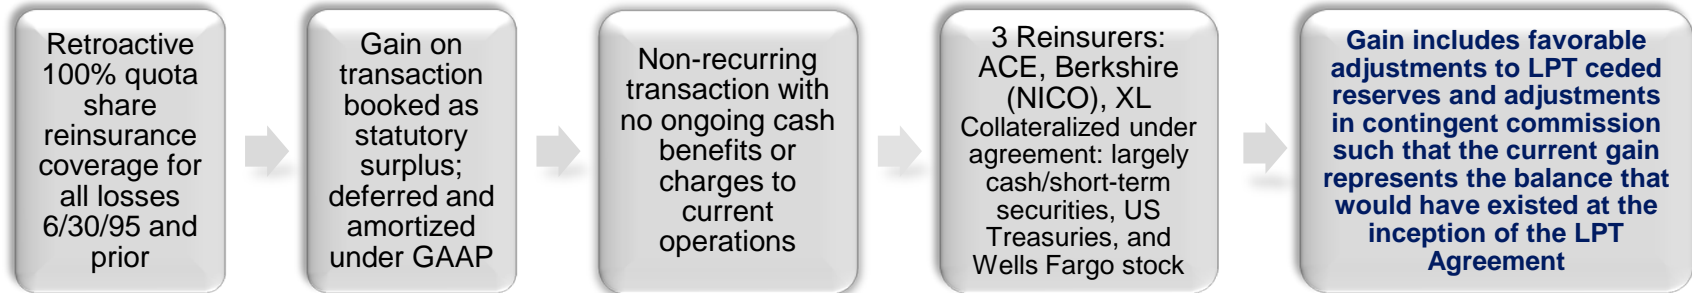 Retroactive
100% quota
share
reinsurance
coverage for
all losses
6/30/95 and
prior
Gain on
transaction
booked as
statutory
surplus;
deferred and
amortized
under GAAP
Non-recurring
transaction with
no ongoing cash
benefits or
charges to
current
operations
3 Reinsurers:
ACE, Berkshire
(NICO), XL
Collateralized under
agreement: largely
cash/short-term
securities, US
Treasuries, and
Wells Fargo stock
Gain includes favorable
adjustments to LPT ceded
reserves and adjustments
in contingent commission
such that the current gain
represents the balance that
would have existed at the
inception of the LPT
Agreement